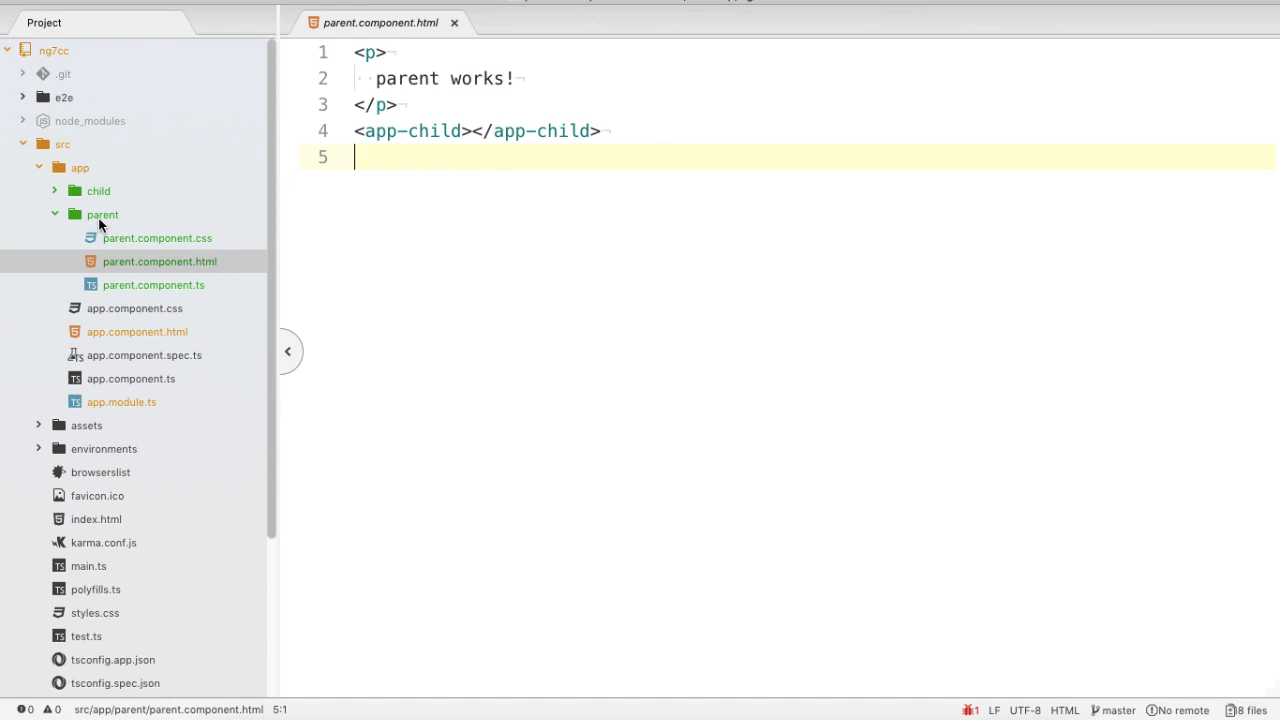 Project
ng7cc
.git
e2e
node_modules
src
app
child
parent
parent.component.css
parent.component.html
parent.component.ts
app.component.css
app.component.html
app.component.spec.ts
app.component.ts
app.module.ts
assets
environments
browserslist
favicon.ico
index.html
karma.conf.js
main.ts
polyfills.ts
styles.css
test.ts
tsconfig.app.json
tsconfig.spec.json
parent.component.html
1 <p>¬
2 ··parent works!¬
3 </p>¬
4 <app-child></app-child>¬
5
0 0 src/app/parent/parent.component.html 5:1 1 LF UTF-8 HTML master No remote 8 files